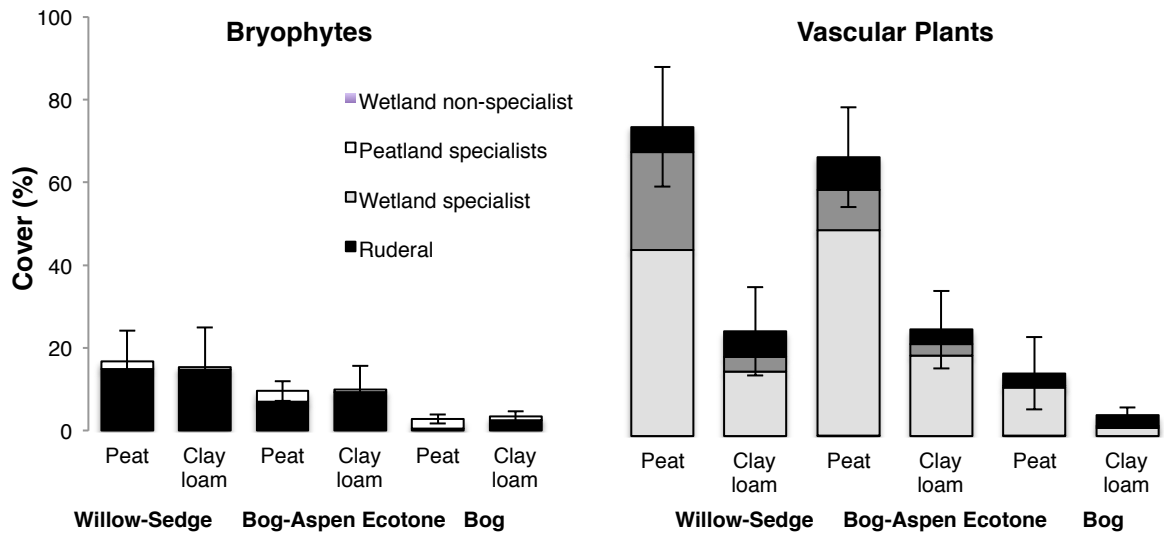 Bryophytes
Vascular Plants
Cover (%)
100
80
60
40
20
0
Wetland non-specialist
Peatland specialists
Wetland specialist
Ruderal
Peat Clay Peat Clay Peat Clay
loam loam loam
Willow-Sedge Bog-Aspen Ecotone Bog
Peat Clay Peat Clay Peat Clay
loam loam loam
Willow-Sedge Bog-Aspen Ecotone Bog